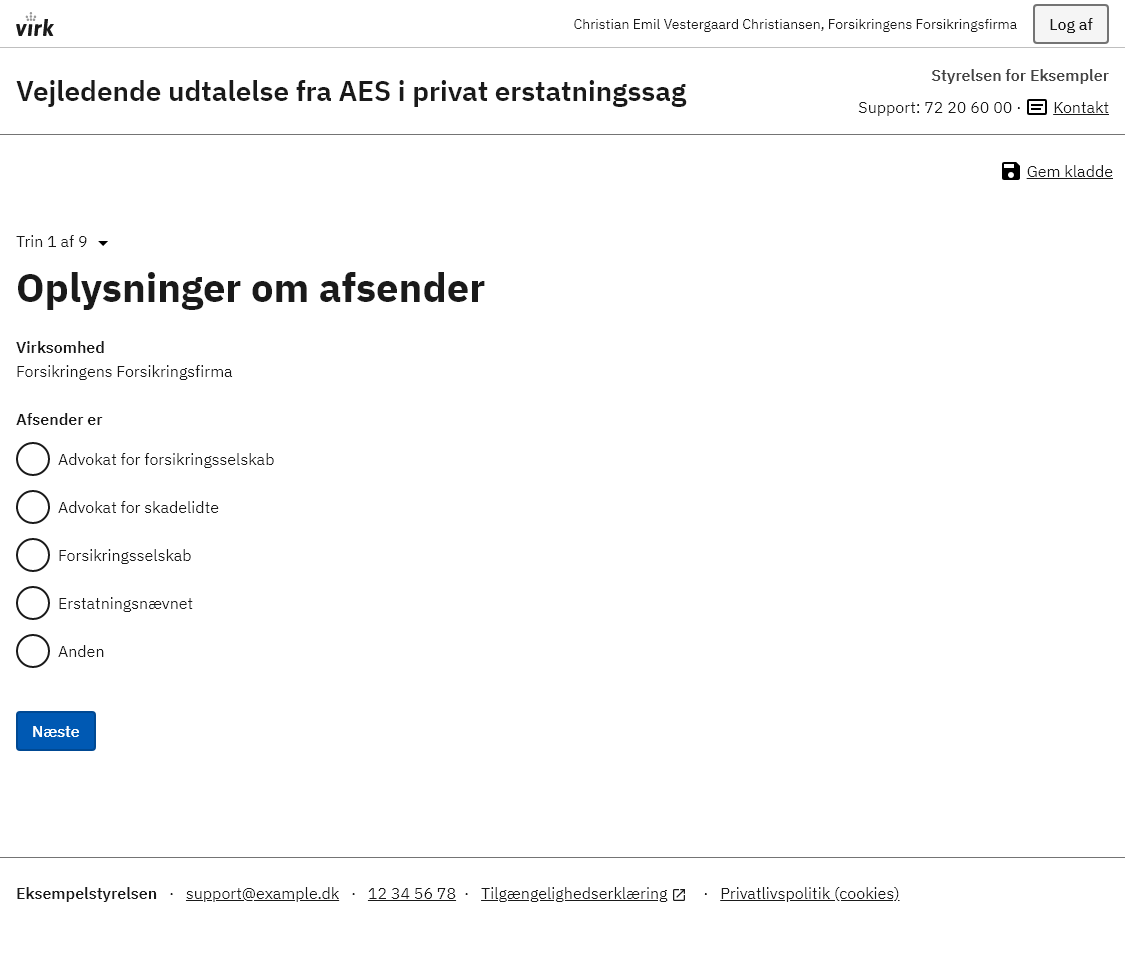 virk
Christian Emil Vestergaard Christiansen, Forsikringens Forsikringsfirma
Log af
Vejledende udtalelse fra AES i privat erstatningssag
Styrelsen for Eksempler
Support: 72 20 60 00 · Kontakt
Gem kladde
Trin 1 af 9
Oplysninger om afsender
Virksomhed
Forsikringens Forsikringsfirma
Afsender er
Advokat for forsikringsselskab
Advokat for skadelidte
Forsikringsselskab
Erstatningsnævnet
Anden
Næste
Eksempelstyrelsen · support@example.dk · 12 34 56 78 · Tilgængelighedserklæring · Privatlivspolitik (cookies)